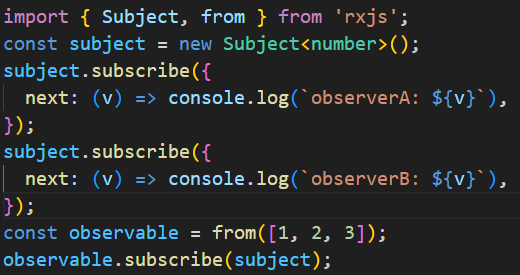 import { Subject, from } from 'rxjs';
const subject = new Subject<number>();
subject.subscribe({
  next: (v) => console.log(`observerA: ${v}`),
});
subject.subscribe({
  next: (v) => console.log(`observerB: ${v}`),
});
const observable = from([1, 2, 3]);
observable.subscribe(subject);